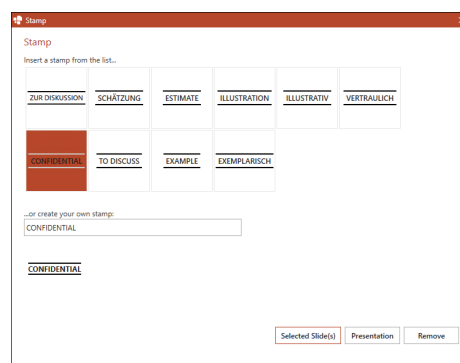 Stamp
Stamp
Insert a stamp from the list...
ZUR DISKUSSION SCHÄTZUNG ESTIMATE ILLUSTRATION ILLUSTRATIV VERTRAULICH
CONFIDENTIAL TO DISCUSS EXAMPLE EXEMPLARISCH
...or create your own stamp:
CONFIDENTIAL
CONFIDENTIAL
Selected Slide(s) Presentation Remove